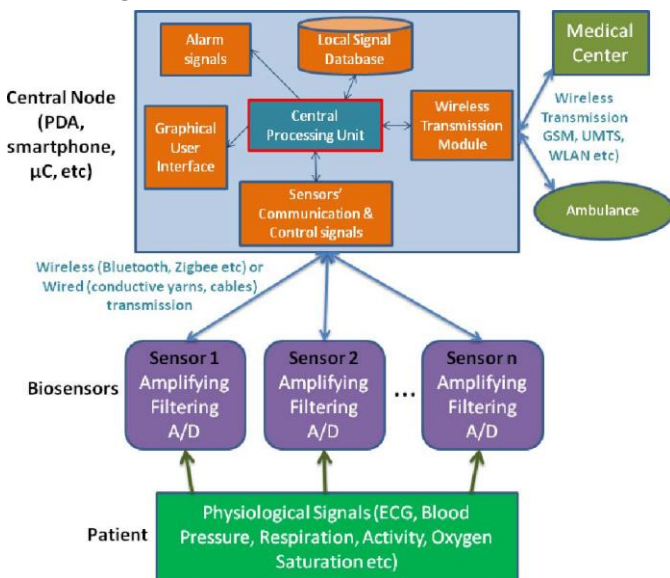 Alarm
signals
Local Signal
Database
Medical
Center
Central Node
(PDA,
smartphone,
μC, etc)
Graphical
User
Interface
Central
Processing Unit
Wireless
Transmission
Module
Wireless
Transmission
GSM, UMTS,
WLAN etc)
Sensors'
Communication &
Control signals
Ambulance
Wireless (Bluetooth, Zigbee etc) or
Wired (conductive yarns, cables)
transmission
Biosensors
Sensor 1
Amplifying
Filtering
A/D
Sensor 2
Amplifying
Filtering
A/D
...
Sensor n
Amplifying
Filtering
A/D
Patient
Physiological Signals (ECG, Blood
Pressure, Respiration, Activity, Oxygen
Saturation etc)